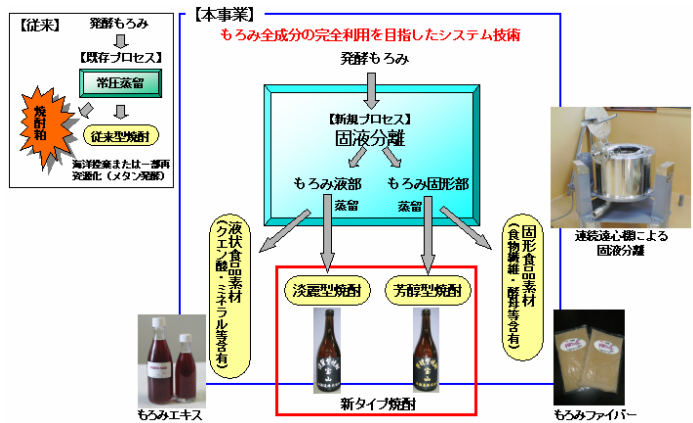 【従来】
発酵もろみ
【既存プロセス】
常圧蒸留
焼酎粕
従来型焼酎
海洋投棄または一部再
資源化（メタン発酵）
【本事業】
もろみ全成分の完全利用を目指したシステム技術
発酵もろみ
【新規プロセス】
固液分離
もろみ液部
もろみ固形部
蒸留
蒸留
液状食品素材
（クエン酸・ミネラル等含有）
淡麗型焼酎
芳醇型焼酎
固形食品素材
（食物繊維・酵母等含有）
新タイプ焼酎
連続遠心機による
固液分離
もろみエキス
もろみファイバー